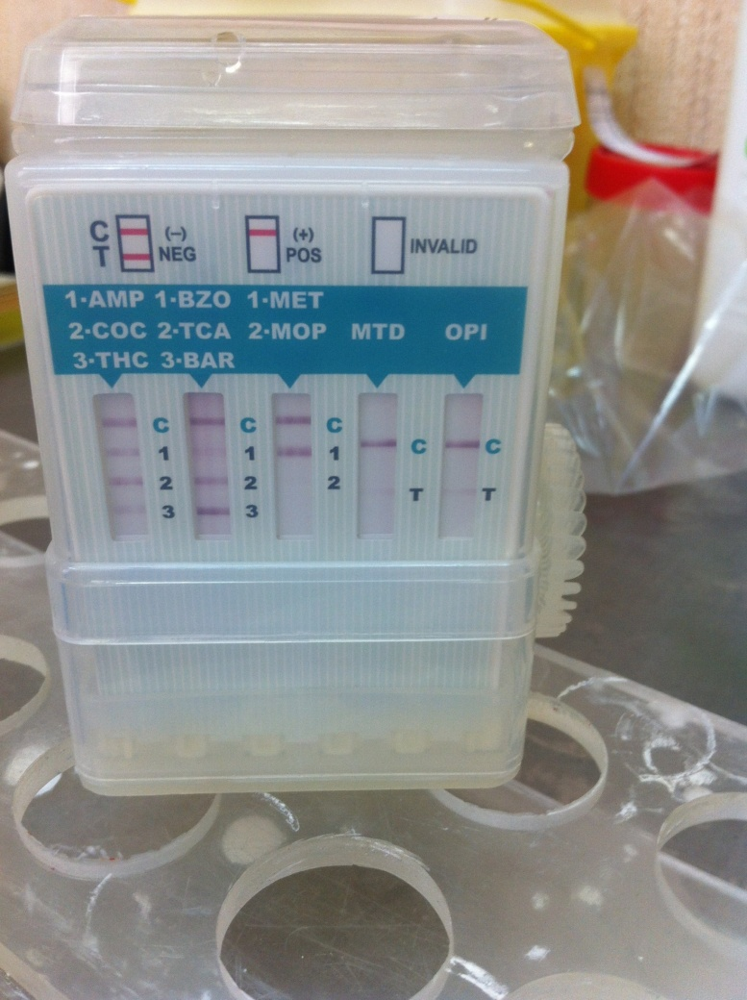 C (-)
T NEG
(+)
POS
INVALID
1·AMP 1·BZO 1·MET
2·COC 2·TCA 2·MOP MTD OPI
3·THC 3·BAR
C C C
1 1 1 C C
2 2 2 T T
3 3